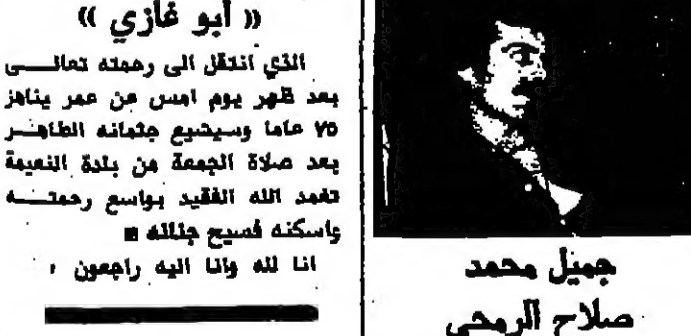 « أبو غازي »
الذي انتقل الى رحمته تعالى
بعد ظهر يوم امس عن عمر يناهز
٧٥ عاما وسيشيع جثمانه الطاهر
بعد صلاة الجمعة من بلدة النعيمة
تغمد الله الفقيد بواسع رحمته
واسكنه فسيح جنانه
انا لله وانا اليه راجعون .
جميل محمد
صلاح الرمحي